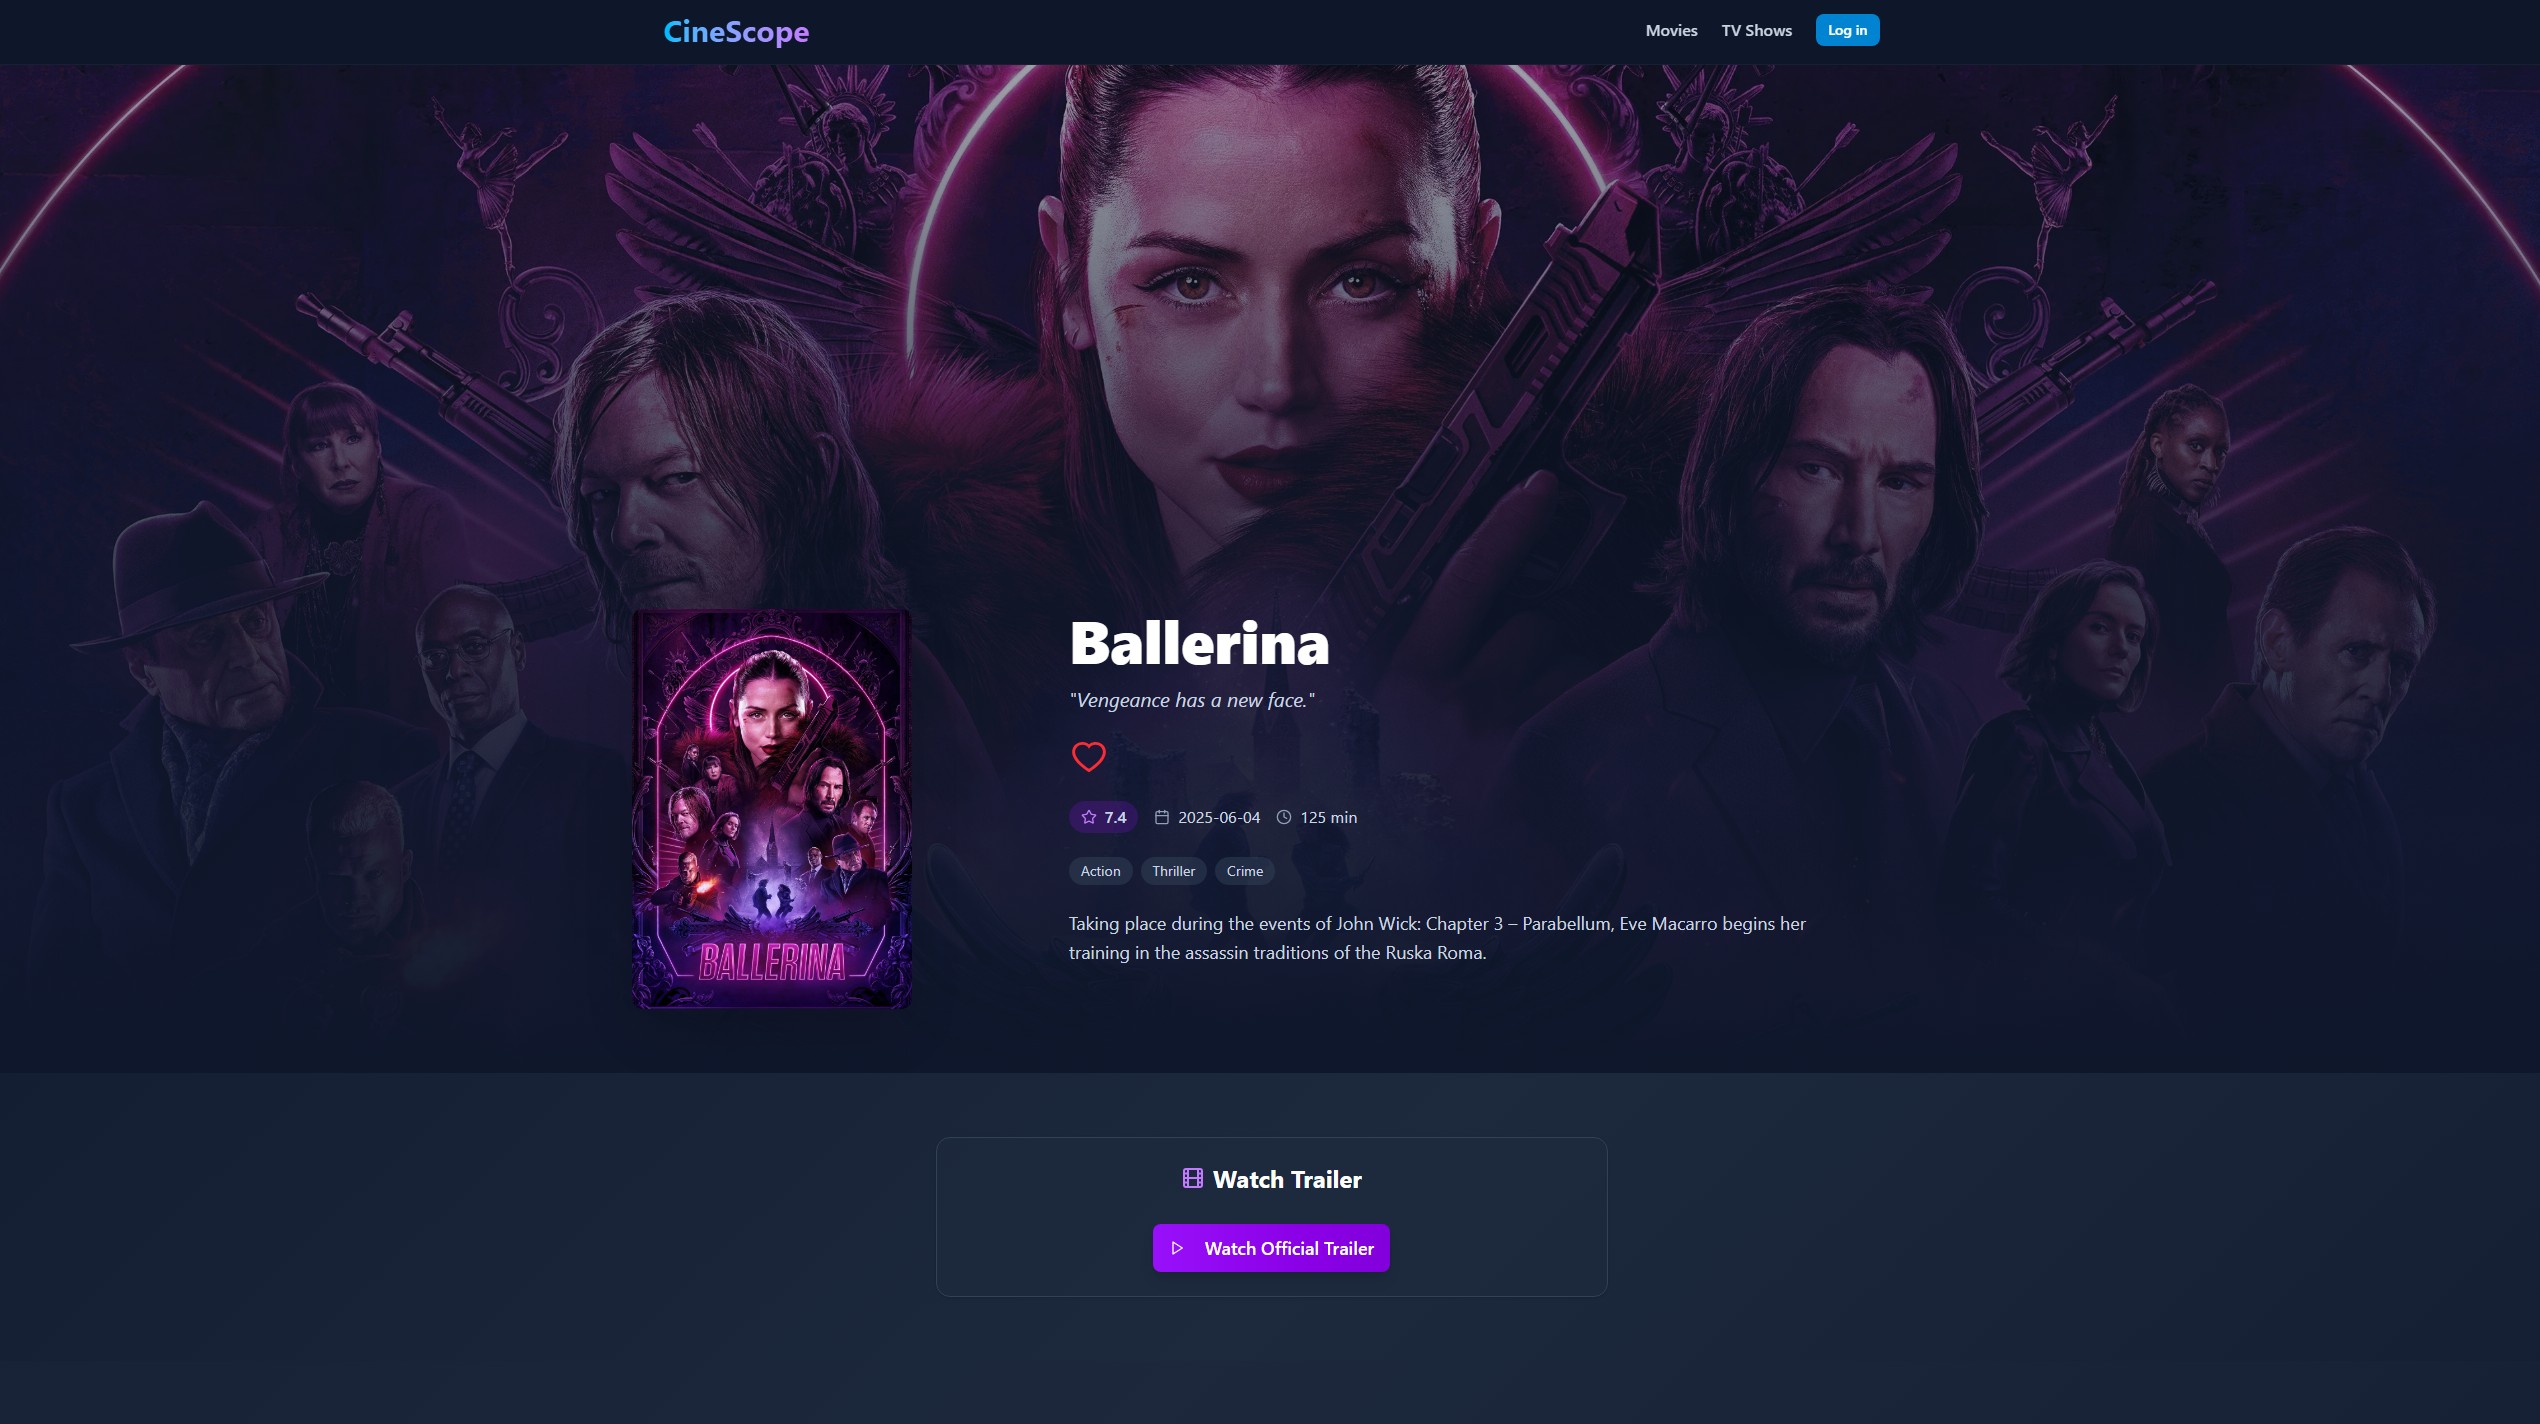 CineScope
Movies
TV Shows
Log in
Ballerina
"Vengeance has a new face."
7.4
2025-06-04
125 min
Action
Thriller
Crime
Taking place during the events of John Wick: Chapter 3 – Parabellum, Eve Macarro begins her
training in the assassin traditions of the Ruska Roma.
BALLERINA
Watch Trailer
Watch Official Trailer